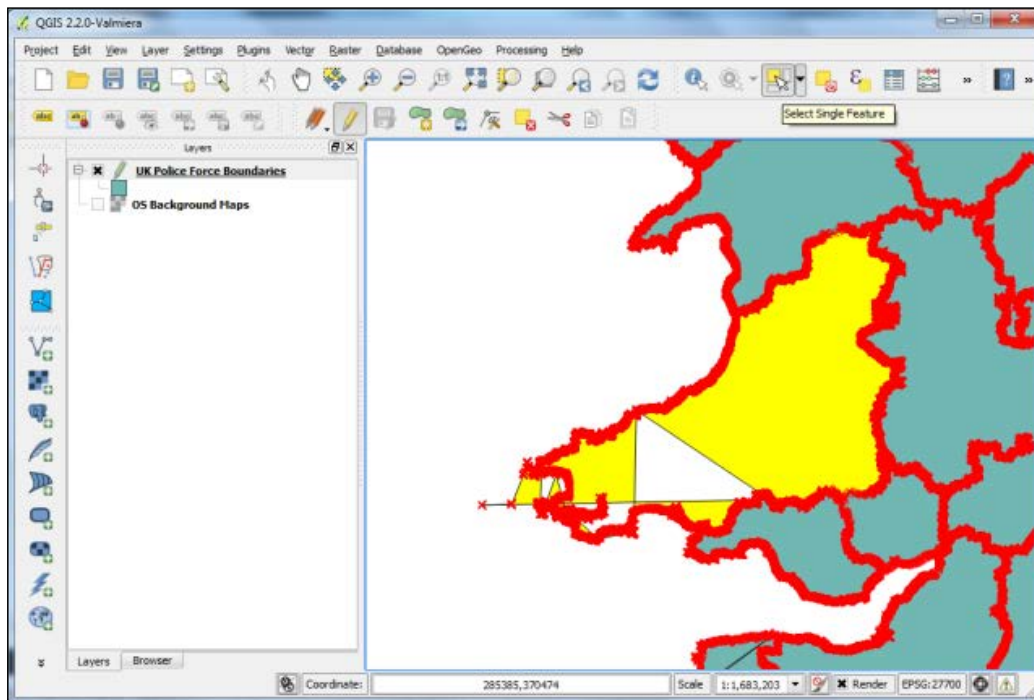 QGIS 2.2.0-Valmiera
Project Edit View Layer Settings Plugins Vector Raster Database OpenGeo Processing Help
Select Single Feature
Layers
UK Police Force Boundaries
OS Background Maps
Layers Browser
Coordinate: 285385,370474 Scale 1:1,683,203 Render EPSG:27700